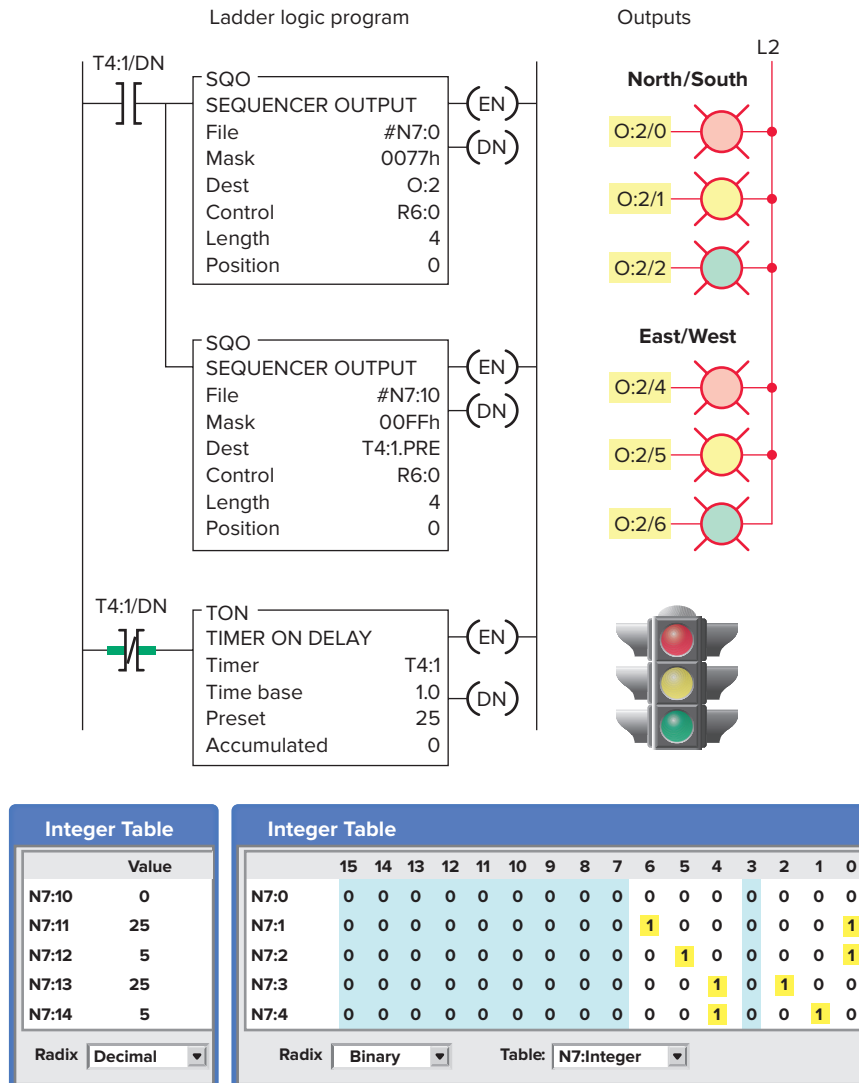 Ladder logic program
Outputs
L2
T4:1/DN
SQO
SEQUENCER OUTPUT
File #N7:0
Mask 0077h
Dest O:2
Control R6:0
Length 4
Position 0
EN
DN
North/South
O:2/0
O:2/1
O:2/2
SQO
SEQUENCER OUTPUT
File #N7:10
Mask 00FFh
Dest T4:1.PRE
Control R6:0
Length 4
Position 0
EN
DN
East/West
O:2/4
O:2/5
O:2/6
T4:1/DN
TON
TIMER ON DELAY
Timer T4:1
Time base 1.0
Preset 25
Accumulated 0
EN
DN
Integer Table
Value
N7:10 0
N7:11 25
N7:12 5
N7:13 25
N7:14 5
Radix Decimal
Integer Table
15 14 13 12 11 10 9 8 7 6 5 4 3 2 1 0
N7:0 0 0 0 0 0 0 0 0 0 0 0 0 0 0 0 0
N7:1 0 0 0 0 0 0 0 0 0 1 0 0 0 0 0 1
N7:2 0 0 0 0 0 0 0 0 0 0 1 0 0 0 0 1
N7:3 0 0 0 0 0 0 0 0 0 0 0 1 0 1 0 0
N7:4 0 0 0 0 0 0 0 0 0 0 0 1 0 0 1 0
Radix Binary Table: N7:Integer